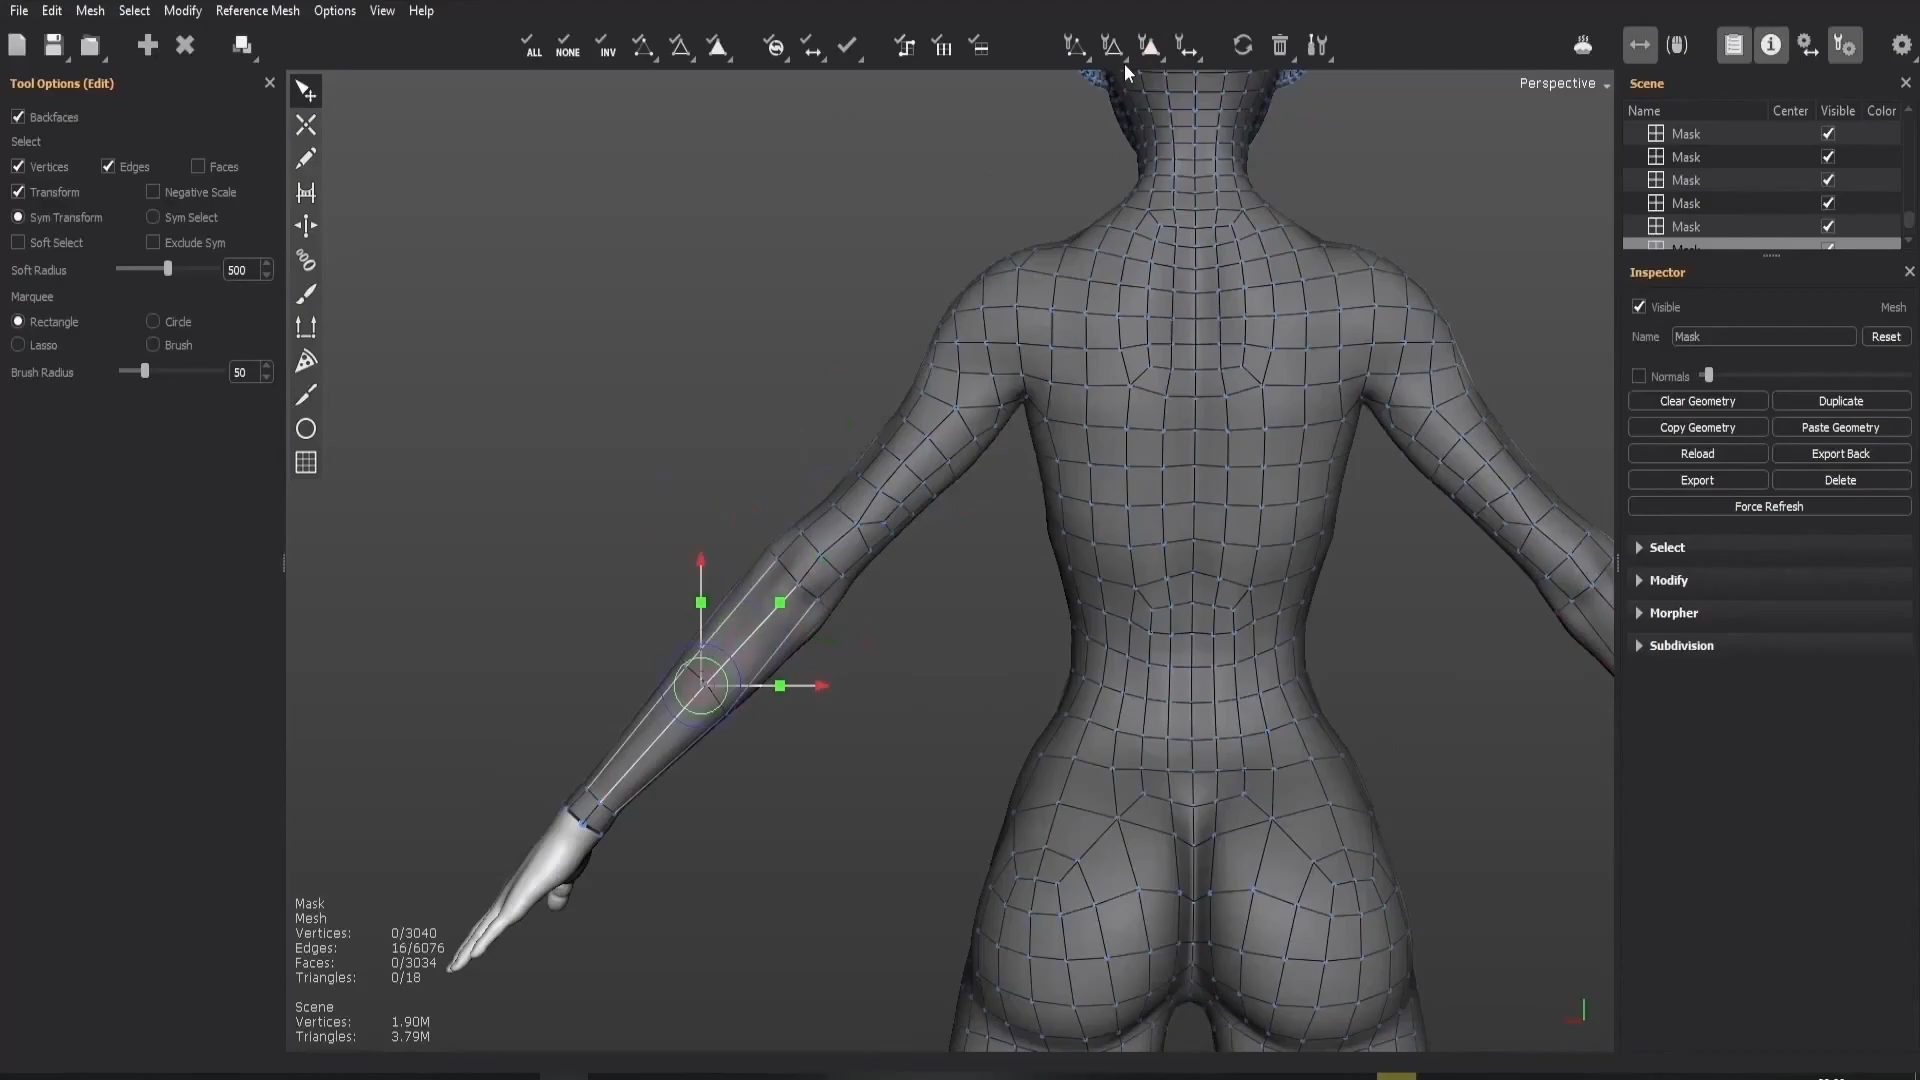 File Edit Mesh Select Modify Reference Mesh Options View Help
ALL NONE INV
Tool Options (Edit)
Backfaces
Select
Vertices Edges Faces
Transform Negative Scale
Sym Transform Sym Select
Soft Select Exclude Sym
Soft Radius 500
Marquee
Rectangle Circle
Lasso Brush
Brush Radius 50
Perspective
Mask
Mesh
Vertices: 0/3040
Edges: 16/6076
Faces: 0/3034
Triangles: 0/18
Scene
Vertices: 1.90M
Triangles: 3.79M
Scene
Name Center Visible Color
Mask
Mask
Mask
Mask
Mask
Mask
Inspector
Visible Mesh
Name Mask Reset
Normals
Clear Geometry Duplicate
Copy Geometry Paste Geometry
Reload Export Back
Export Delete
Force Refresh
Select
Modify
Morpher
Subdivision